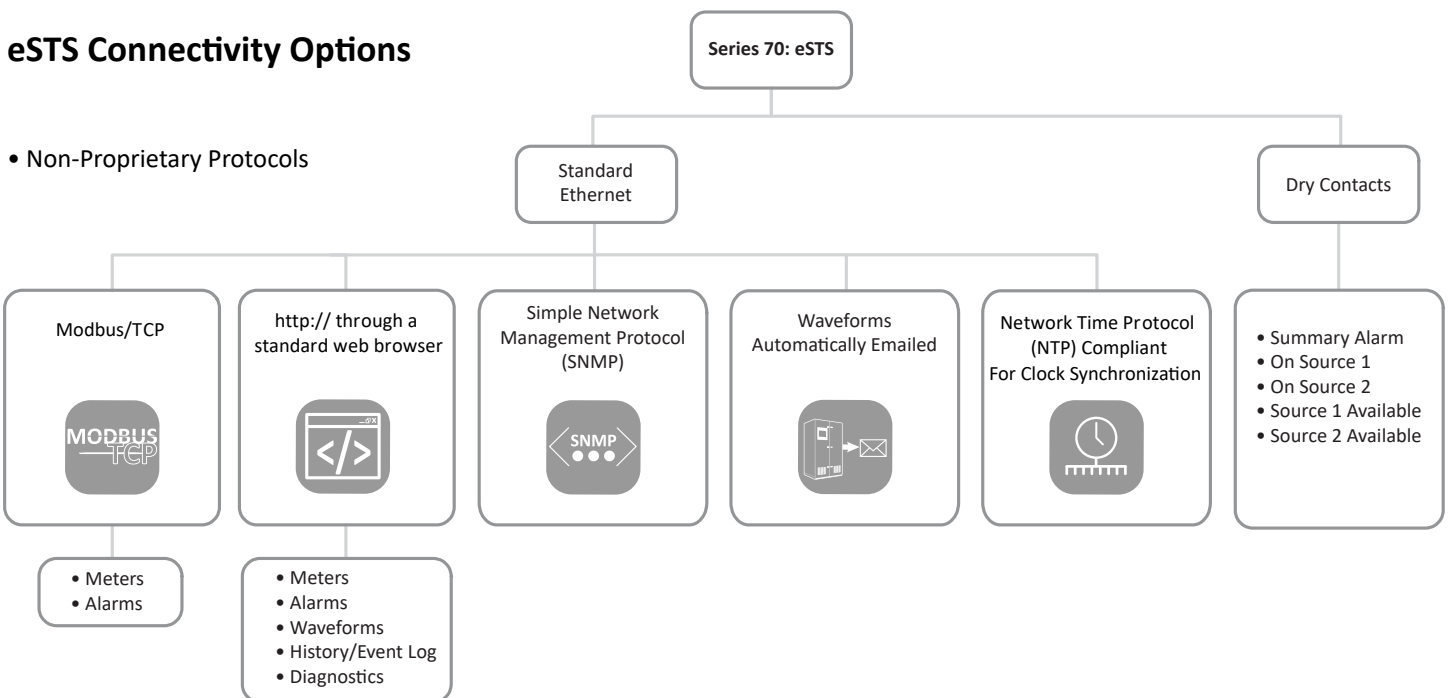 eSTS Connectivity Options
Series 70: eSTS
• Non-Proprietary Protocols
Standard
Ethernet
Dry Contacts
Modbus/TCP
MODBUS
TCP
http:// through a
standard web browser
</>
Simple Network
Management Protocol
(SNMP)
SNMP
Waveforms
Automatically Emailed
Network Time Protocol
(NTP) Compliant
For Clock Synchronization
• Summary Alarm
• On Source 1
• On Source 2
• Source 1 Available
• Source 2 Available
• Meters
• Alarms
• Meters
• Alarms
• Waveforms
• History/Event Log
• Diagnostics